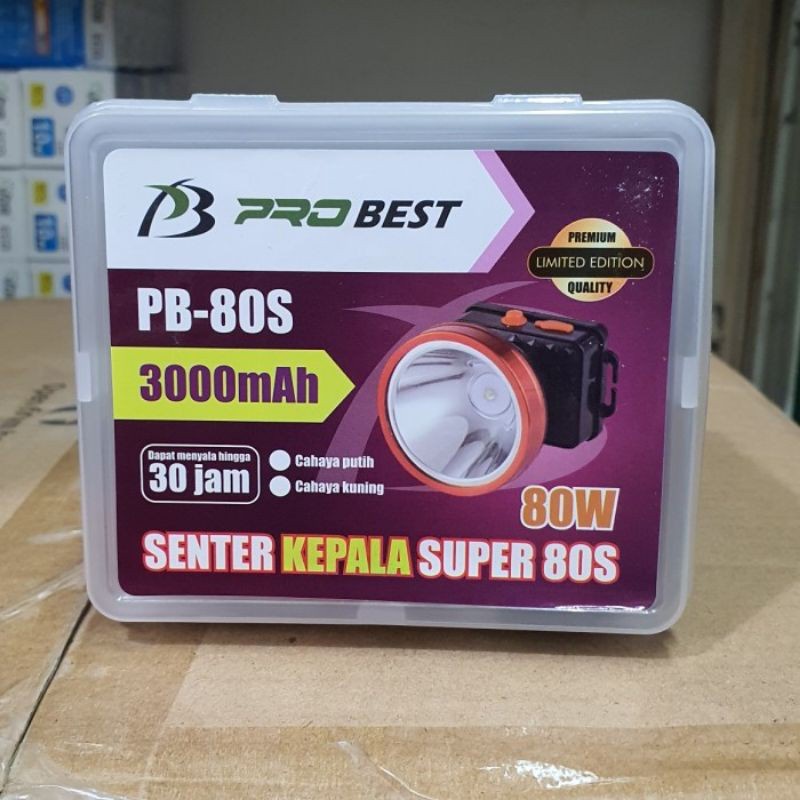 PB PRO BEST
PREMIUM
LIMITED EDITION
QUALITY
PB-80S
3000mAh
Dapat menyala hingga
30 jam
Cahaya putih
Cahaya kuning
80W
SENTER KEPALA SUPER 80S